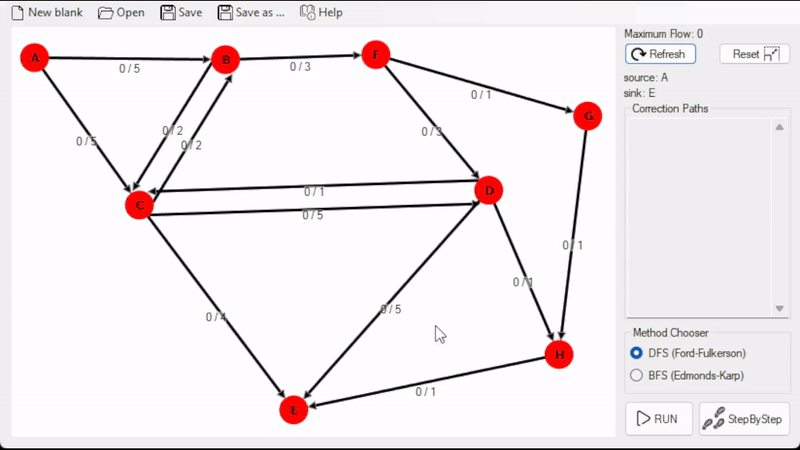 New blank Open Save Save as ... Help
Maximum Flow: 0
Refresh Reset
source: A
sink: E
Correction Paths
A
B
F
0 / 5
0 / 3
0 / 1
G
0 / 5
0 / 2
0 / 2
0 / 3
C
0 / 1
D
0 / 5
0 / 1
0 / 1
0 / 4
0 / 5
H
0 / 1
E
Method Chooser
DFS (Ford-Fulkerson)
BFS (Edmonds-Karp)
RUN StepByStep